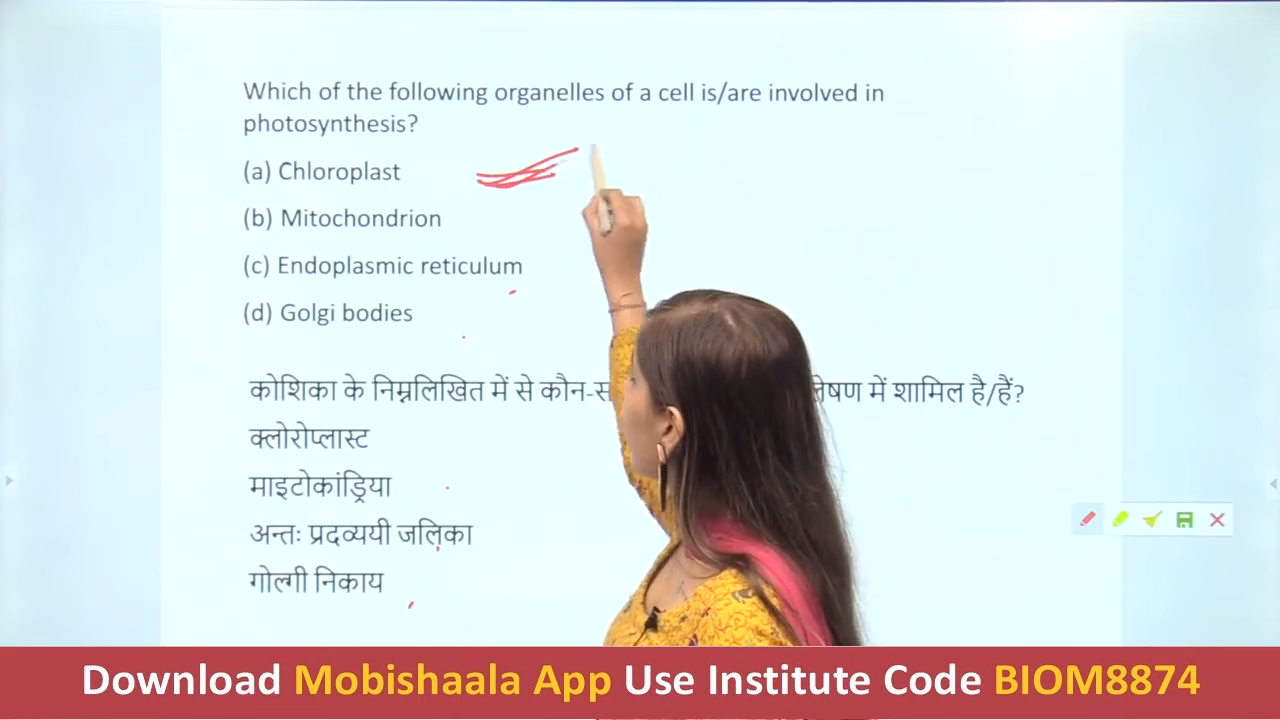 Which of the following organelles of a cell is/are involved in
photosynthesis?
(a) Chloroplast
(b) Mitochondrion
(c) Endoplasmic reticulum
(d) Golgi bodies
कोशिका के निम्नलिखित में से कौन-स में शामिल है/हैं?
क्लोरोप्लास्ट
माइटोकांड्रिया
अन्तः प्रदव्ययी जलिका
गोल्गी निकाय
Download Mobishaala App Use Institute Code BIOM8874